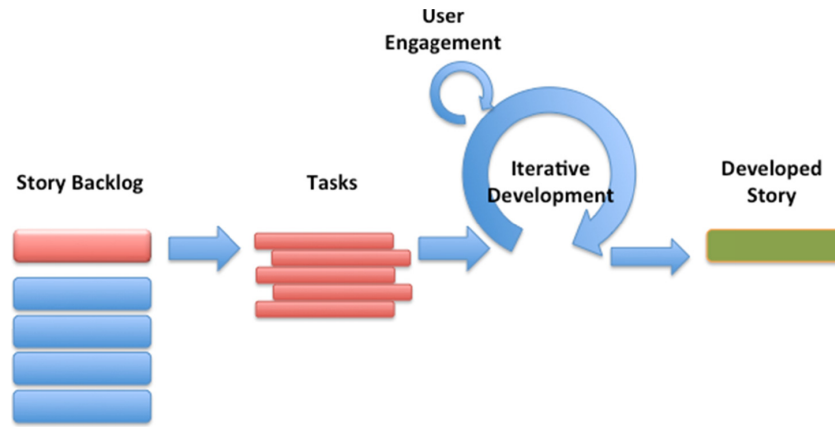 User
Engagement
Story Backlog
Tasks
Iterative
Development
Developed
Story